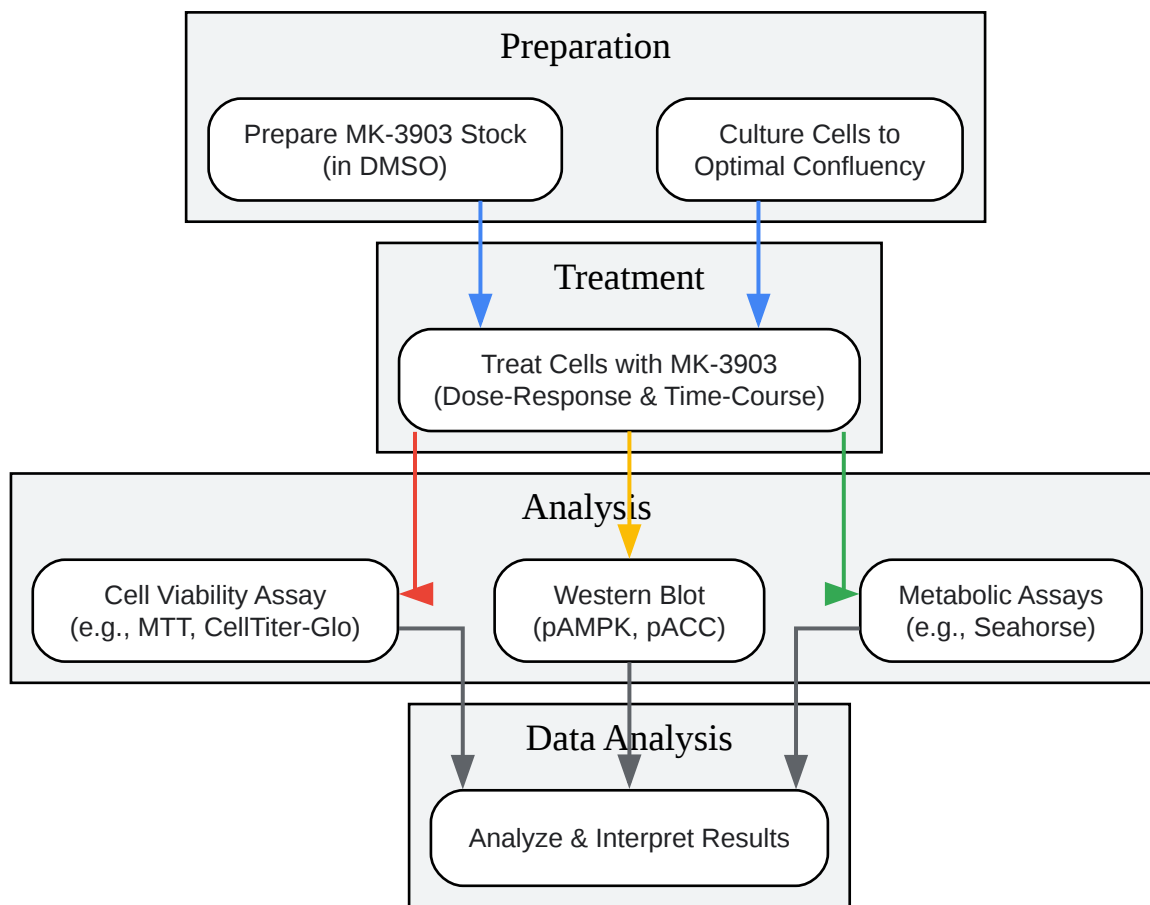 Preparation
Prepare MK-3903 Stock
(in DMSO)
Culture Cells to
Optimal Confluency
Treatment
Treat Cells with MK-3903
(Dose-Response & Time-Course)
Analysis
Cell Viability Assay
(e.g., MTT, CellTiter-Glo)
Western Blot
(pAMPK, pACC)
Metabolic Assays
(e.g., Seahorse)
Data Analysis
Analyze & Interpret Results